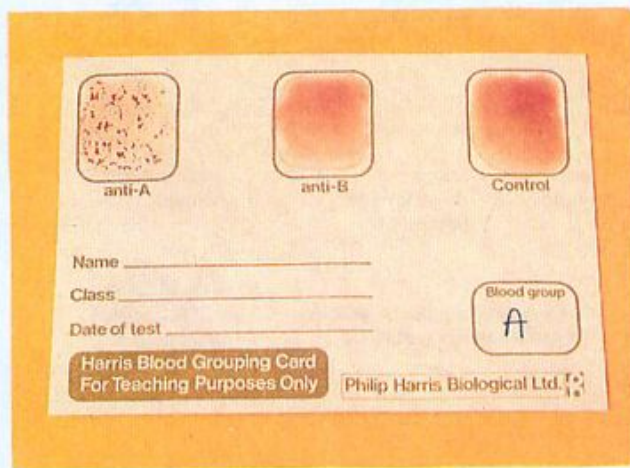 anti-A
anti-B
Control
Name
Class
Date of test
Blood group
A
Harris Blood Grouping Card
For Teaching Purposes Only
Philip Harris Biological Ltd.